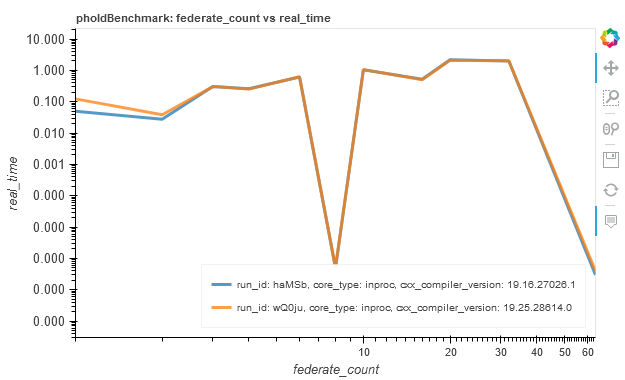 pholdBenchmark: federate_count vs real_time
10.000
1.000
0.100
0.010
0.001
0.000
0.000
0.000
0.000
0.000
real_time
run_id: haMSb, core_type: inproc, cxx_compiler_version: 19.16.27026.1
run_id: wQ0ju, core_type: inproc, cxx_compiler_version: 19.25.28614.0
10 20 30 40 50 60
federate_count